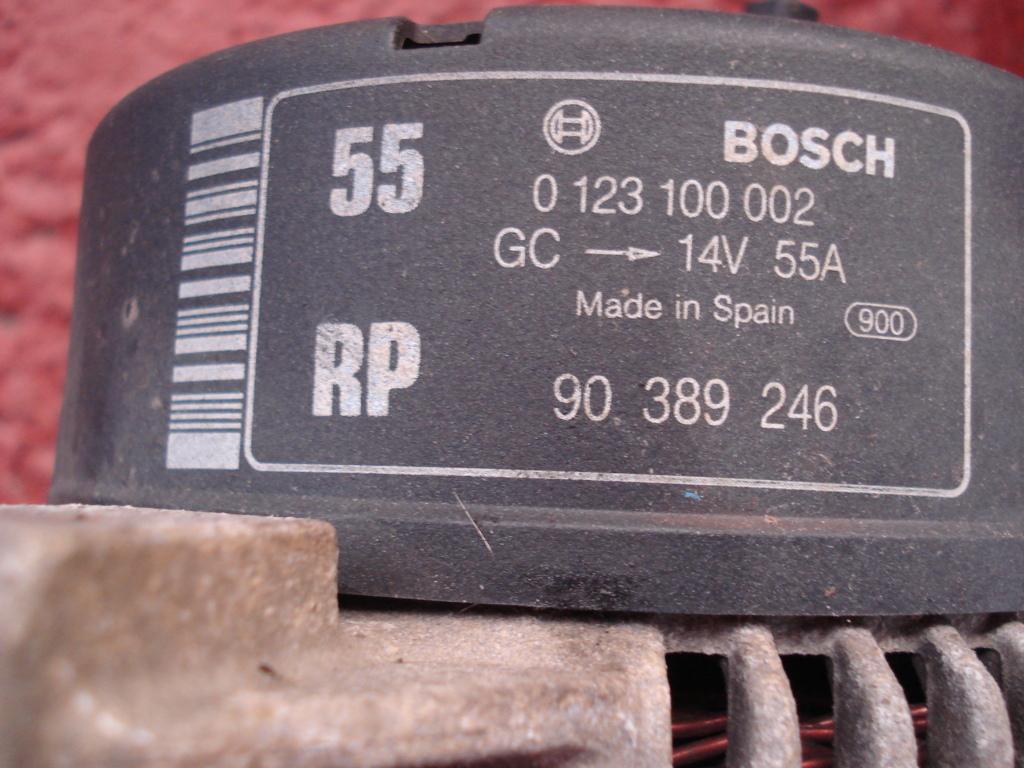 55
BOSCH
0 123 100 002
GC → 14V 55A
Made in Spain 900
RP
90 389 246